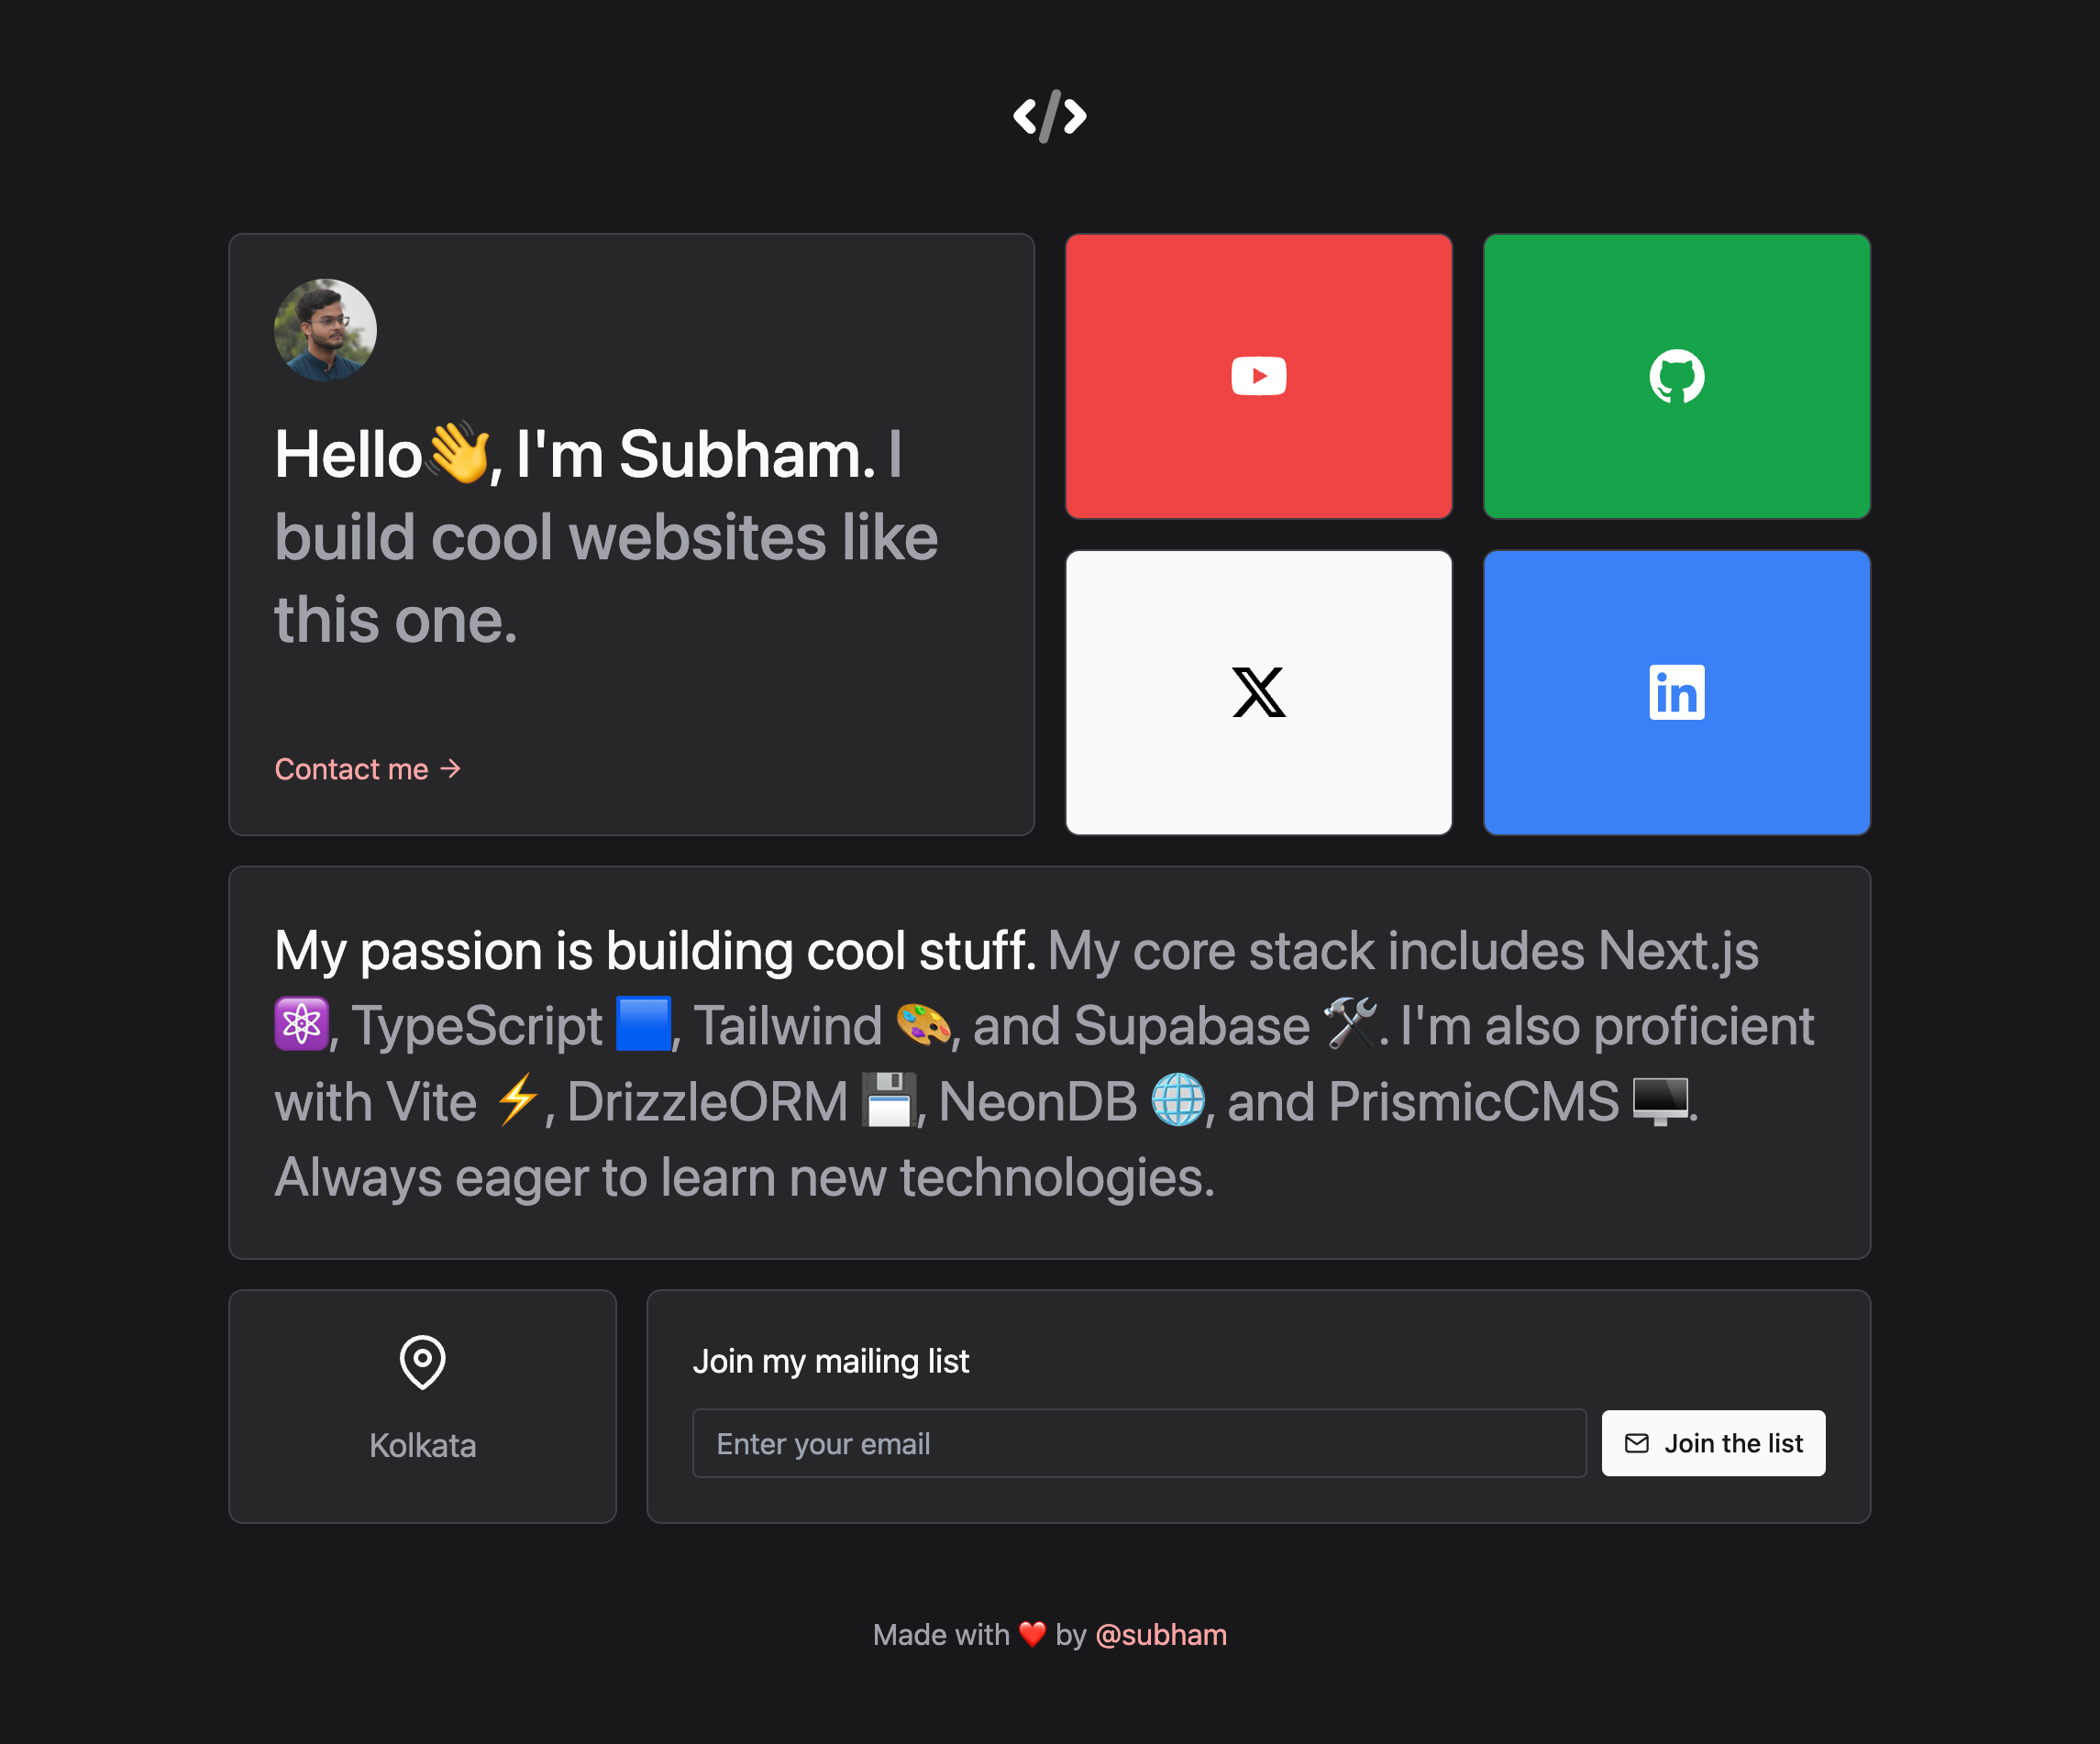 </>
Hello👋, I'm Subham. I
build cool websites like
this one.
Contact me →
in
My passion is building cool stuff. My core stack includes Next.js
⚛️, TypeScript 🟦, Tailwind 🎨, and Supabase 🛠️. I'm also proficient
with Vite ⚡, DrizzleORM 💾, NeonDB 🌐, and PrismicCMS 🖥️.
Always eager to learn new technologies.
Kolkata
Join my mailing list
Enter your email
Join the list
Made with ❤️ by @subham